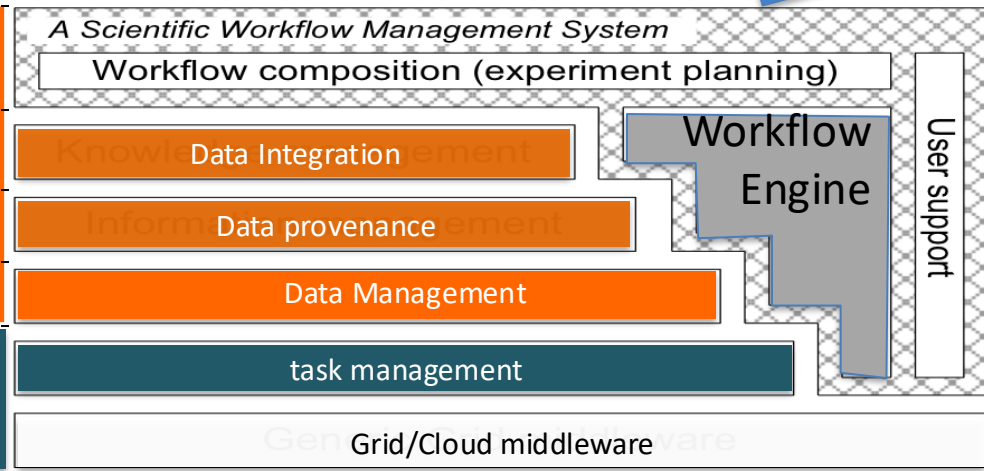 A Scientific Workflow Management System
Workflow composition (experiment planning)
Workflow
Engine
User support
Data Integration
Data provenance
Data Management
task management
Grid/Cloud middleware